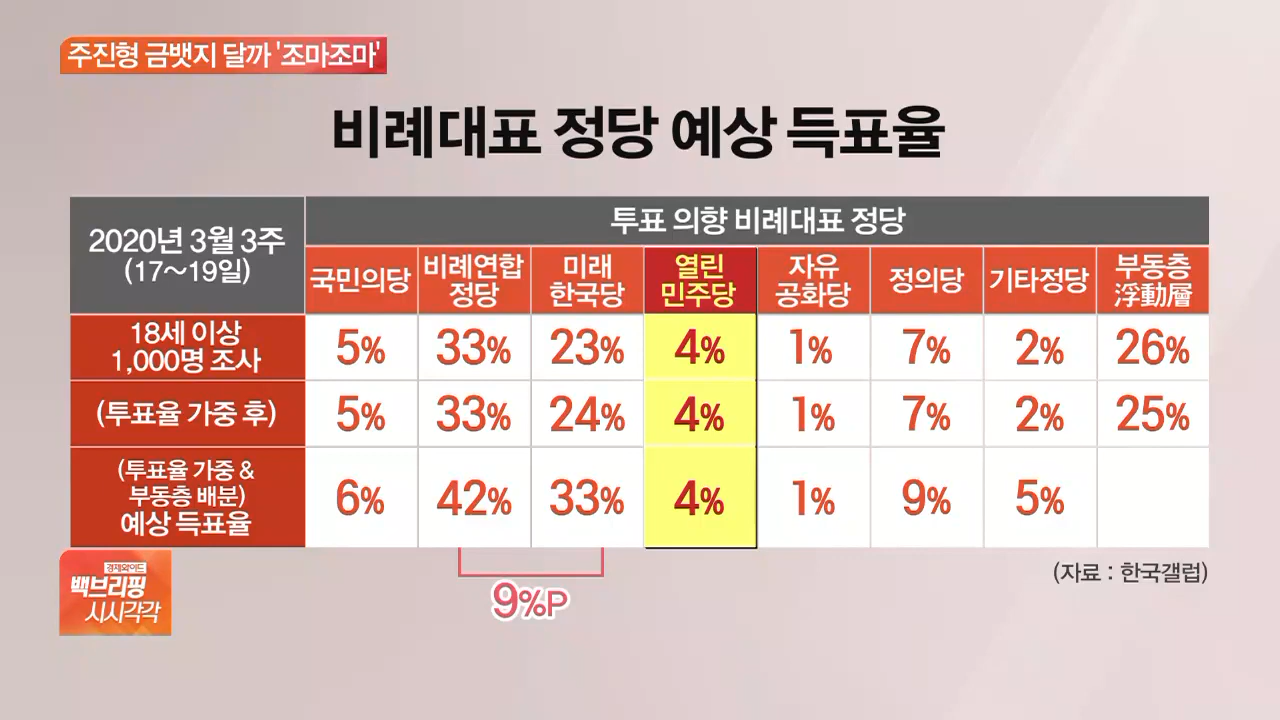 주진형 금뱃지 달까 '조마조마'
비례대표 정당 예상 득표율
2020년 3월 3주
(17~19일)
투표 의향 비례대표 정당
국민의당 비례연합 정당 미래 한국당 열린 민주당 자유 공화당 정의당 기타정당 부동층 浮動層
18세 이상
1,000명 조사
5% 33% 23% 4% 1% 7% 2% 26%
(투표율 가중 후) 5% 33% 24% 4% 1% 7% 2% 25%
(투표율 가중 &
부동층 배분)
예상 득표율
6% 42% 33% 4% 1% 9% 5%
9%P
(자료 : 한국갤럽)
경제와이드
백브리핑
시시각각